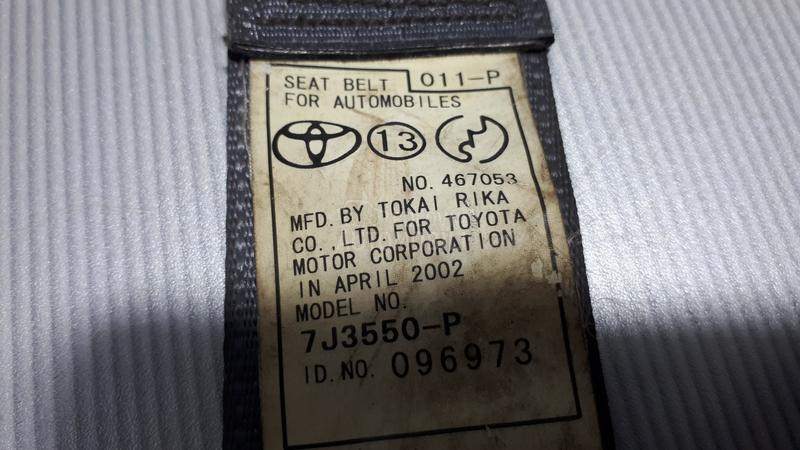 SEAT BELT 011-P
FOR AUTOMOBILES
13
NO. 467053
MFD. BY TOKAI RIKA
CO., LTD. FOR TOYOTA
MOTOR CORPORATION
IN APRIL 2002
MODEL NO.
7J3550-P
ID. NO. 096973